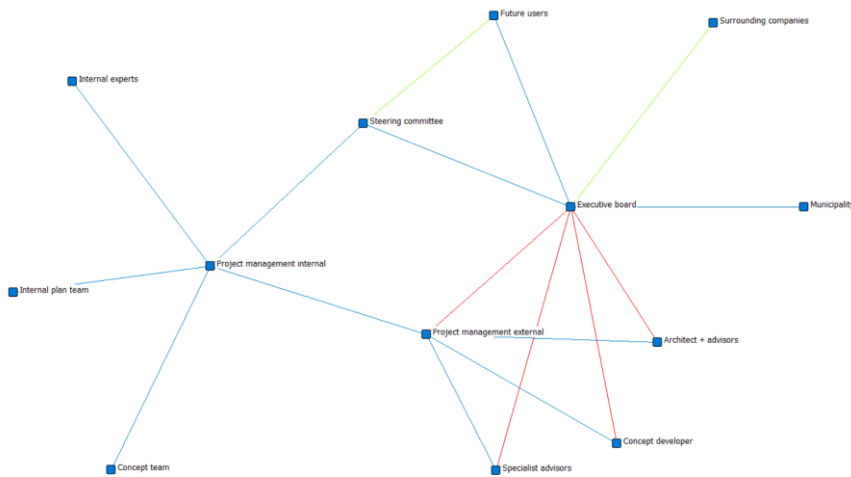 Future users
Surrounding companies
Internal experts
Steering committee
Executive board
Municipality
Project management internal
Internal plan team
Project management external
Architect + advisors
Concept developer
Concept team
Specialist advisors